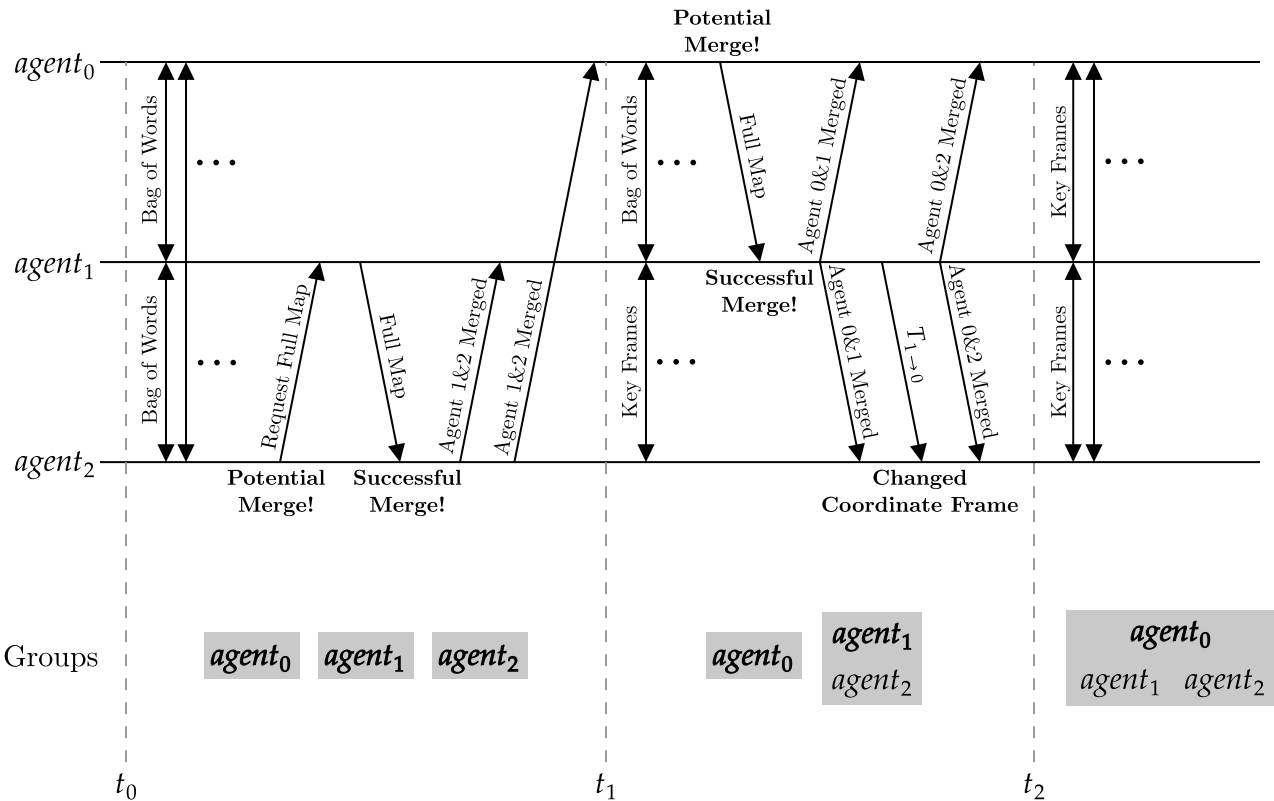 Potential
Merge!
agent₀
Bag of Words
...
Bag of Words
...
Full Map
Agent 0&1 Merged
Agent 0&2 Merged
Key Frames
...
agent₁
Successful
Merge!
Bag of Words
...
Request Full Map
Full Map
Agent 1&2 Merged
Agent 1&2 Merged
Key Frames
...
Agent 0&1 Merged
T₁→₀
Agent 0&2 Merged
Key Frames
...
agent₂
Potential
Merge!
Successful
Merge!
Changed
Coordinate Frame
Groups
agent₀
agent₁
agent₂
agent₀
agent₁
agent₂
agent₀
agent₁ agent₂
t₀
t₁
t₂